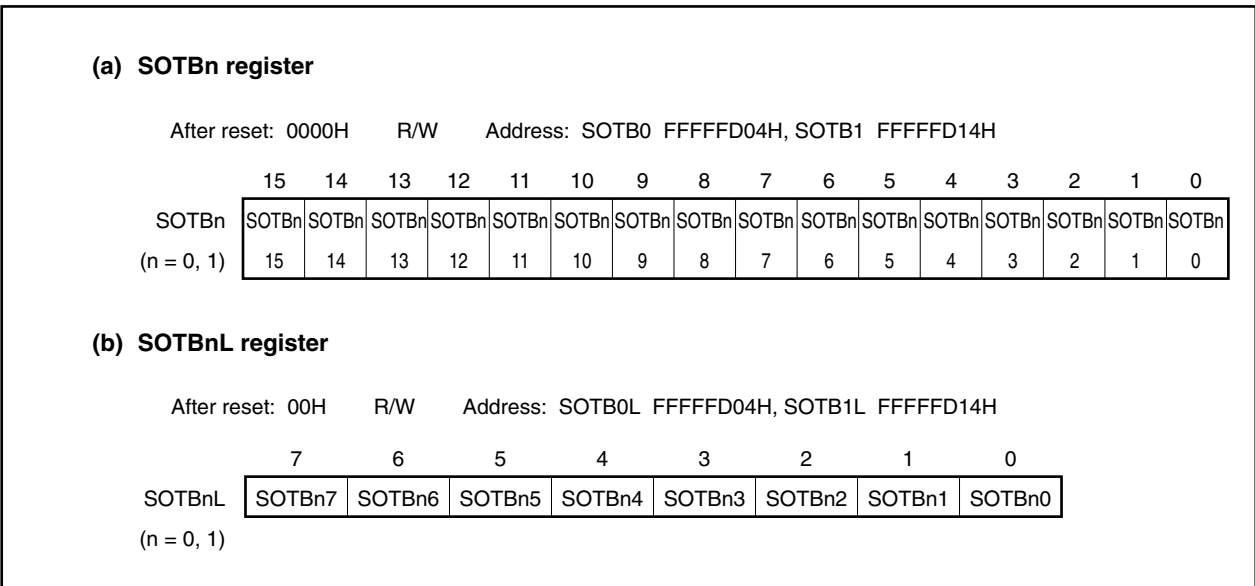 (a) SOTBn register
After reset: 0000H R/W Address: SOTB0 FFFFFD04H, SOTB1 FFFFFD14H
15 14 13 12 11 10 9 8 7 6 5 4 3 2 1 0
SOTBn SOTBn SOTBn SOTBn SOTBn SOTBn SOTBn SOTBn SOTBn SOTBn SOTBn SOTBn SOTBn SOTBn SOTBn SOTBn SOTBn
(n = 0, 1) 15 14 13 12 11 10 9 8 7 6 5 4 3 2 1 0
(b) SOTBnL register
After reset: 00H R/W Address: SOTB0L FFFFFD04H, SOTB1L FFFFFD14H
7 6 5 4 3 2 1 0
SOTBnL SOTBn7 SOTBn6 SOTBn5 SOTBn4 SOTBn3 SOTBn2 SOTBn1 SOTBn0
(n = 0, 1)